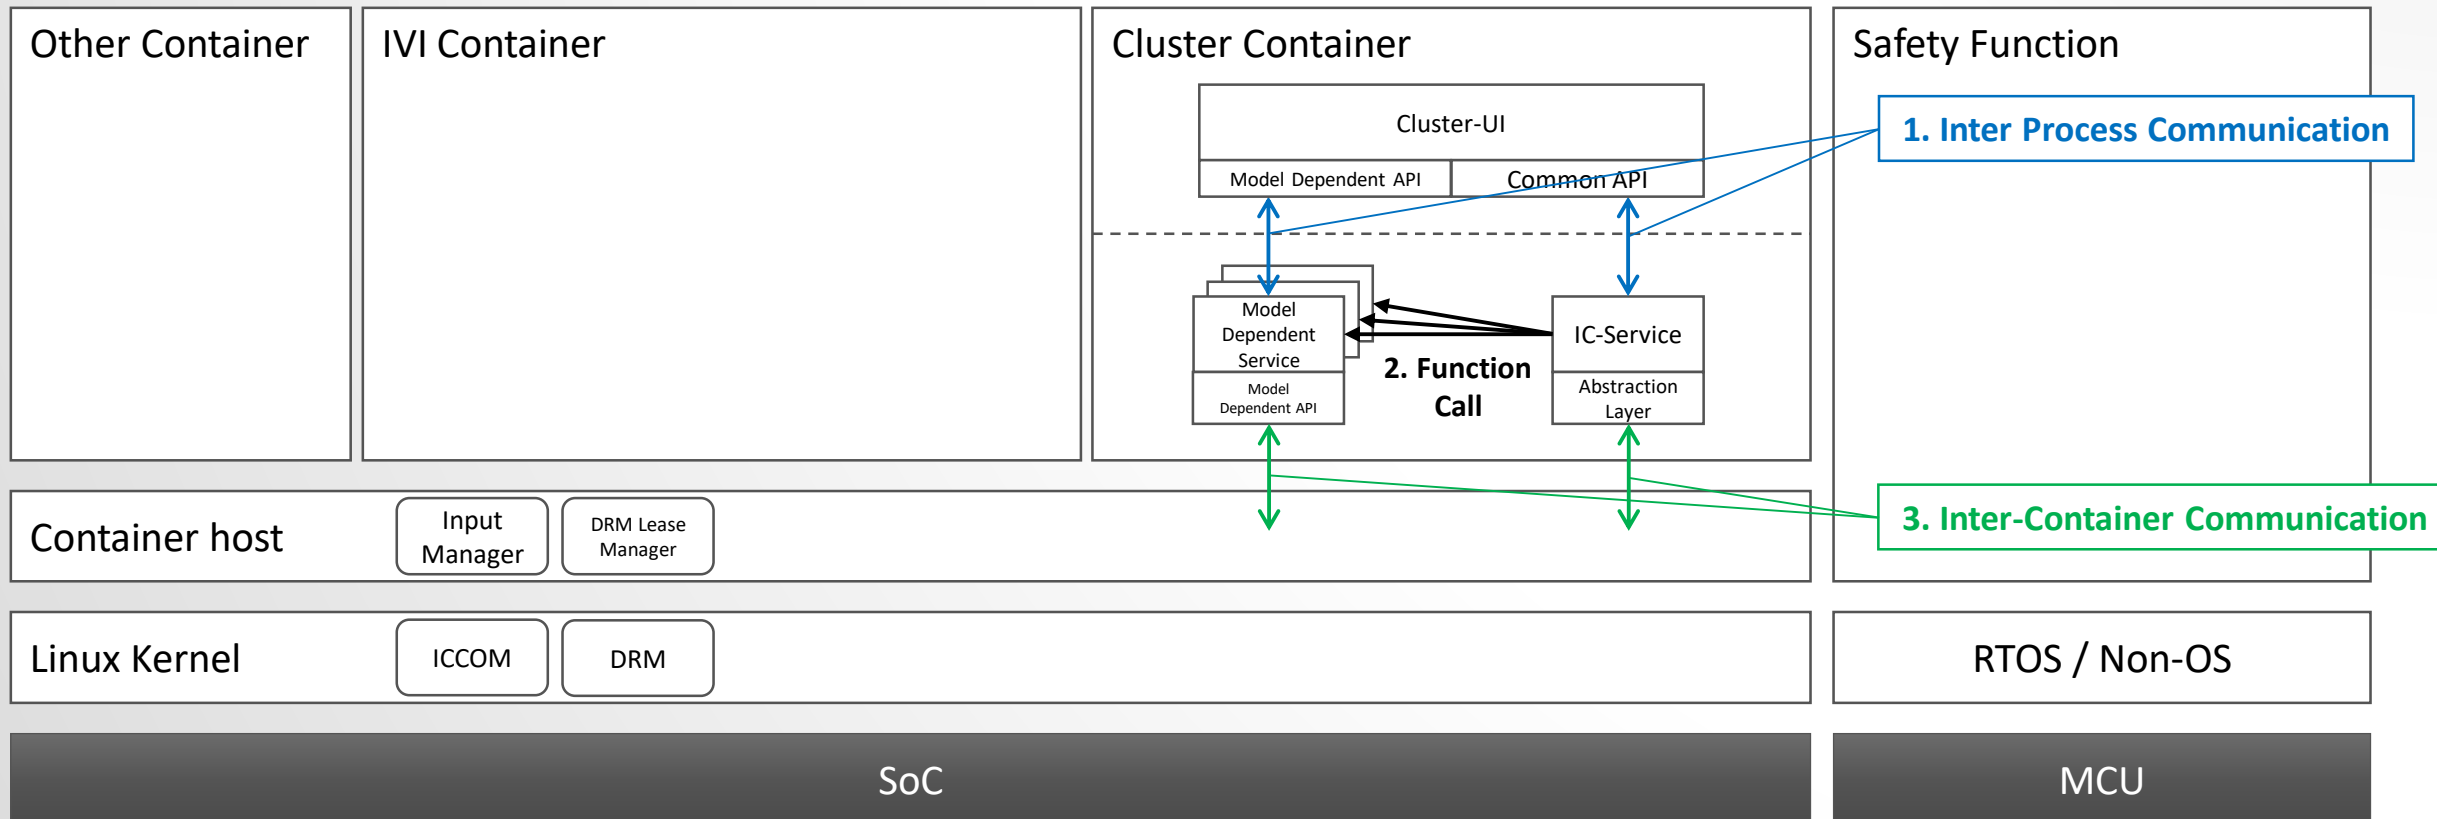 Other Container
IVI Container
Cluster Container
Safety Function
Cluster-UI
Model Dependent API
Common API
1. Inter Process Communication
Model
Dependent
Service
Model
Dependent API
2. Function
Call
IC-Service
Abstraction
Layer
Container host
Input
Manager
DRM Lease
Manager
3. Inter-Container Communication
Linux Kernel
ICCOM
DRM
RTOS / Non-OS
SoC
MCU